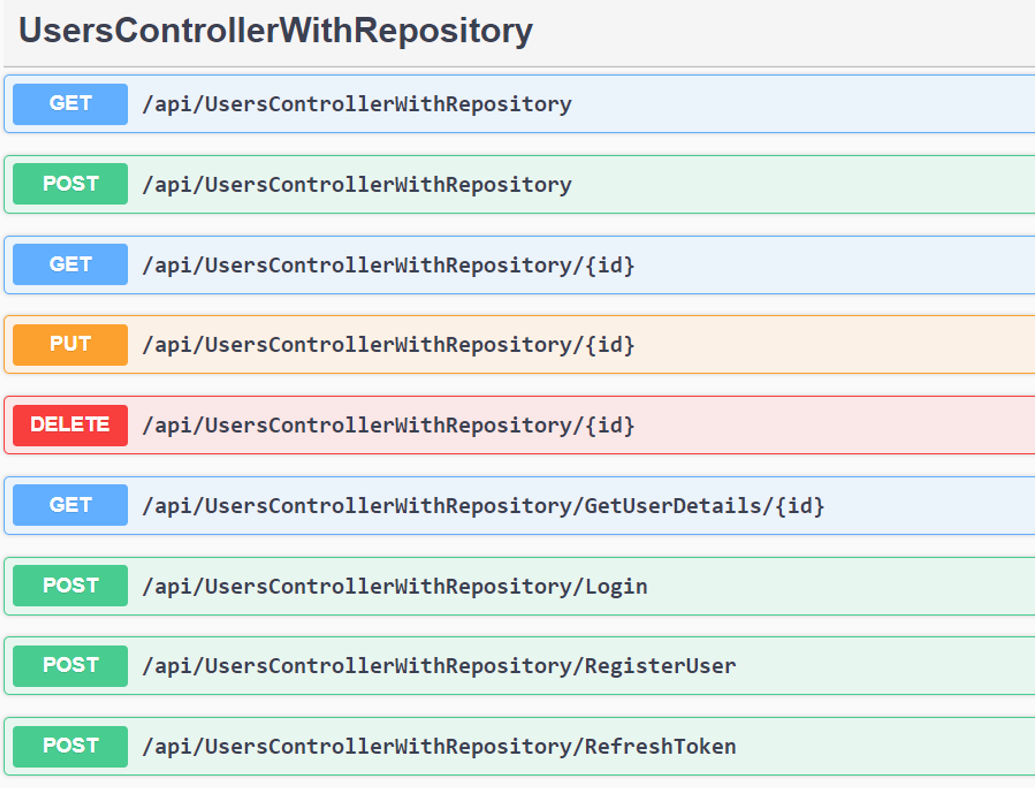 UsersControllerWithRepository
GET /api/UsersControllerWithRepository
POST /api/UsersControllerWithRepository
GET /api/UsersControllerWithRepository/{id}
PUT /api/UsersControllerWithRepository/{id}
DELETE /api/UsersControllerWithRepository/{id}
GET /api/UsersControllerWithRepository/GetUserDetails/{id}
POST /api/UsersControllerWithRepository/Login
POST /api/UsersControllerWithRepository/RegisterUser
POST /api/UsersControllerWithRepository/RefreshToken